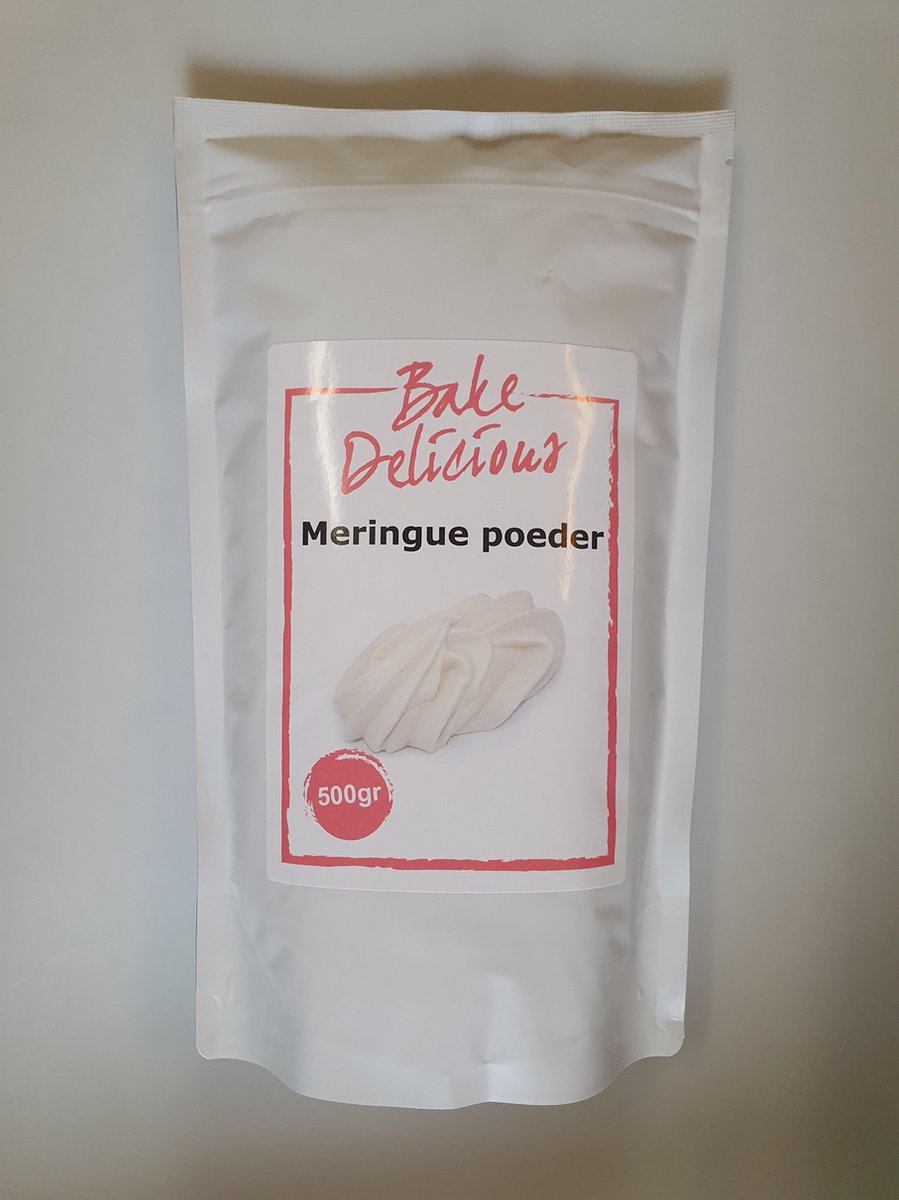 Bake
Delicious
Meringue poeder
500gr